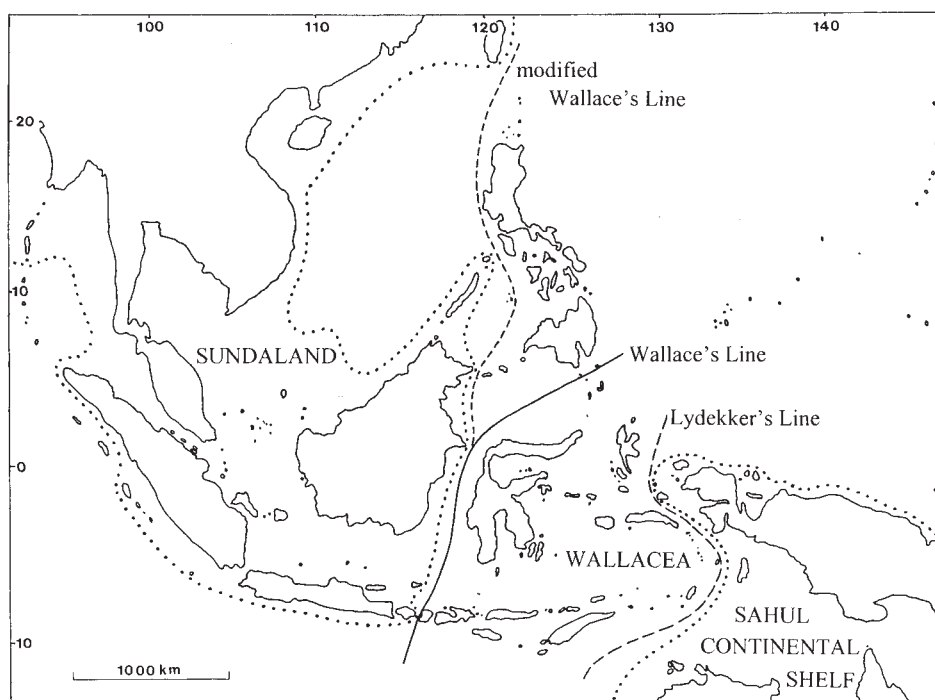 100 110 120 130 140
modified
Wallace's Line
20
10
SUNDALAND
Wallace's Line
Lydekker's Line
0
WALLACEA
SAHUL
CONTINENTAL
SHELF
10
1000 km